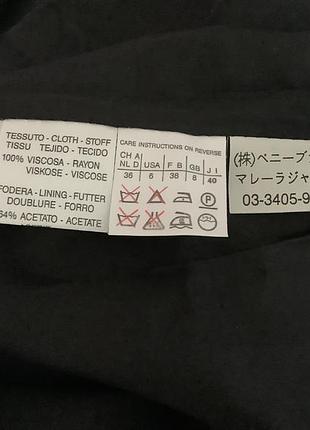 TESSUTO - CLOTH - STOFF
TISSU TEJIDO - TECIDO
100% VISCOSA - RAYON
VISKOSE - VISCOSE
FODERA - LINING - FUTTER
DOUBLURE - FORRO
64% ACETATO - ACETATE
CARE INSTRUCTIONS ON REVERSE
CH A NL D USA F B GB J I
36 6 38 8 40
P
(株)ベニーブ
マレーラジャ
03-3405-9